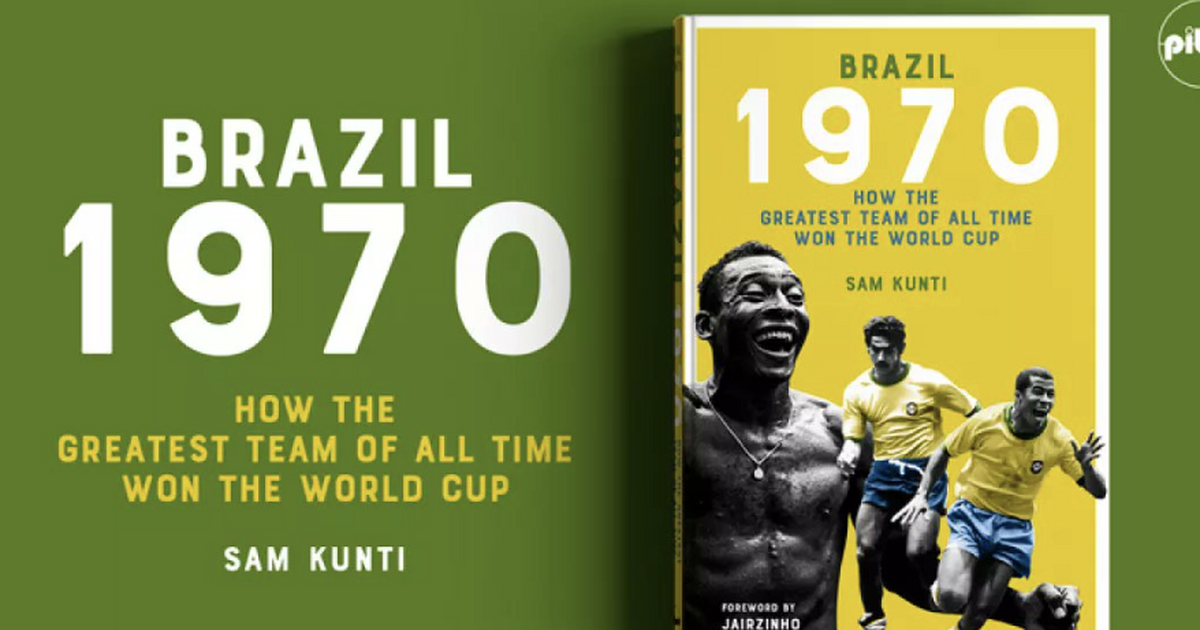 BRAZIL
1970
HOW THE
GREATEST TEAM OF ALL TIME
WON THE WORLD CUP
SAM KUNTI
BRAZIL
1970
HOW THE
GREATEST TEAM OF ALL TIME
WON THE WORLD CUP
SAM KUNTI
FOREWORD BY
JAIRZINHO